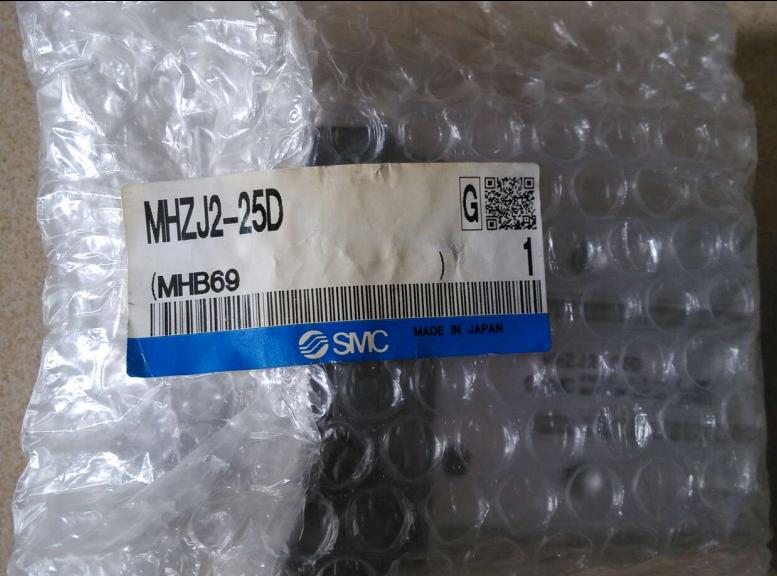 MHZJ2-25D
G
1
(MHB69 )
SMC
MADE IN JAPAN